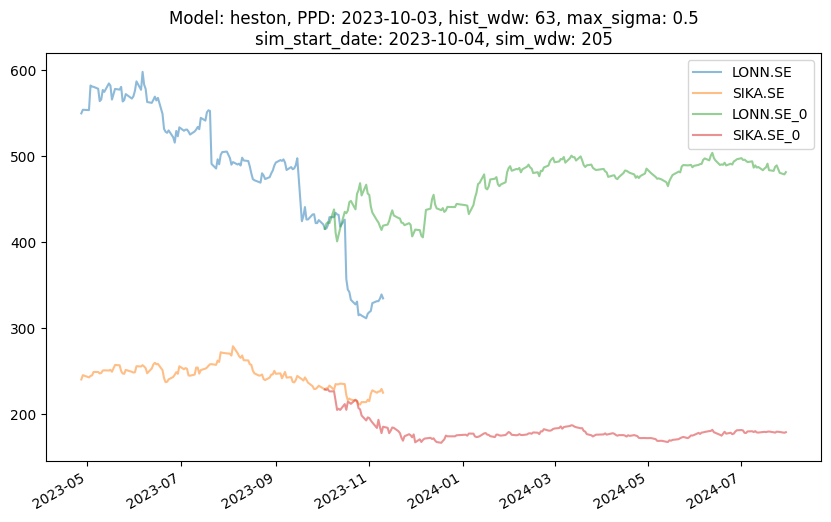 Model: heston, PPD: 2023-10-03, hist_wdw: 63, max_sigma: 0.5
sim_start_date: 2023-10-04, sim_wdw: 205
LONN.SE
SIKA.SE
LONN.SE_0
SIKA.SE_0
600
500
400
300
200
2023-05
2023-07
2023-09
2023-11
2024-01
2024-03
2024-05
2024-07